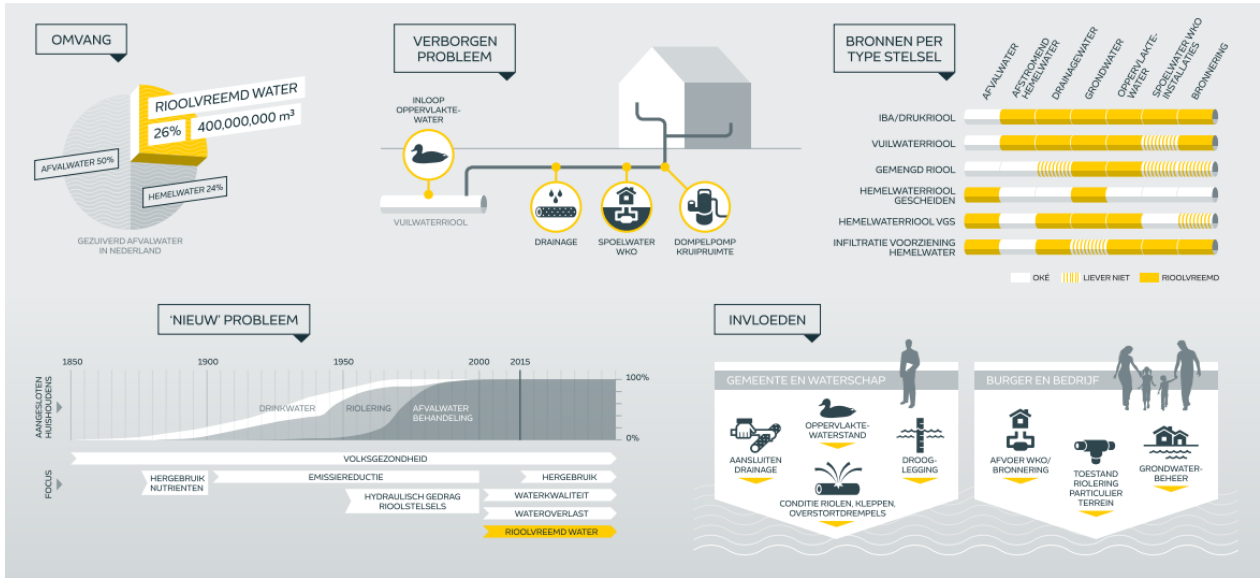 OMVANG
RIOOLVREEMD WATER
26%
400,000,000 m³
AFVALWATER 50%
HEMELWATER 24%
GEZUIVERD AFVALWATER
IN NEDERLAND
VERBORGEN
PROBLEEM
INLOOP
OPPERVLAKTE-
WATER
VUILWATERRIOOL
DRAINAGE
SPOELWATER
WKO
DOMPELPOMP
KRUIPRUIMTE
BRONNEN PER
TYPE STELSEL
AFVALWATER
AFSTROMEND
HEMELWATER
DRAINAGEWATER
GRONDWATER
OPPERVLAKTE-
WATER
SPOELWATER WKO
INSTALLATIES
BRONNERING
IBA/DRUKRIOOL
VUILWATERRIOOL
GEMENGD RIOOL
HEMELWATERRIOOL
GESCHEIDEN
HEMELWATERRIOOL VGS
INFILTRATIE VOORZIENING
HEMELWATER
OKÉ
LIEVER NIET
RIOOLVREEMD
'NIEUW' PROBLEEM
1850
1900
1950
2000
2015
AANGESLOTEN
HUISHOUDENS
DRINKWATER
RIOLERING
AFVALWATER
BEHANDELING
100%
0%
FOCUS
VOLKSGEZONDHEID
HERGEBRUIK
NUTRIENTEN
EMISSIEREDUCTIE
HERGEBRUIK
HYDRAULISCH GEDRAG
RIOOLSTELSELS
WATERKWALITEIT
WATEROVERLAST
RIOOLVREEMD WATER
INVLOEDEN
GEMEENTE EN WATERSCHAP
AANSLUITEN
DRAINAGE
OPPERVLAKTE-
WATERSTAND
DROOG-
LEGGING
CONDITIE RIOLEN, KLEPPEN,
OVERSTORTDREMPELS
BURGER EN BEDRIJF
AFVOER WKO/
BRONNERING
TOESTAND
RIOLERING
PARTICULIER
TERREIN
GRONDWATER-
BEHEER